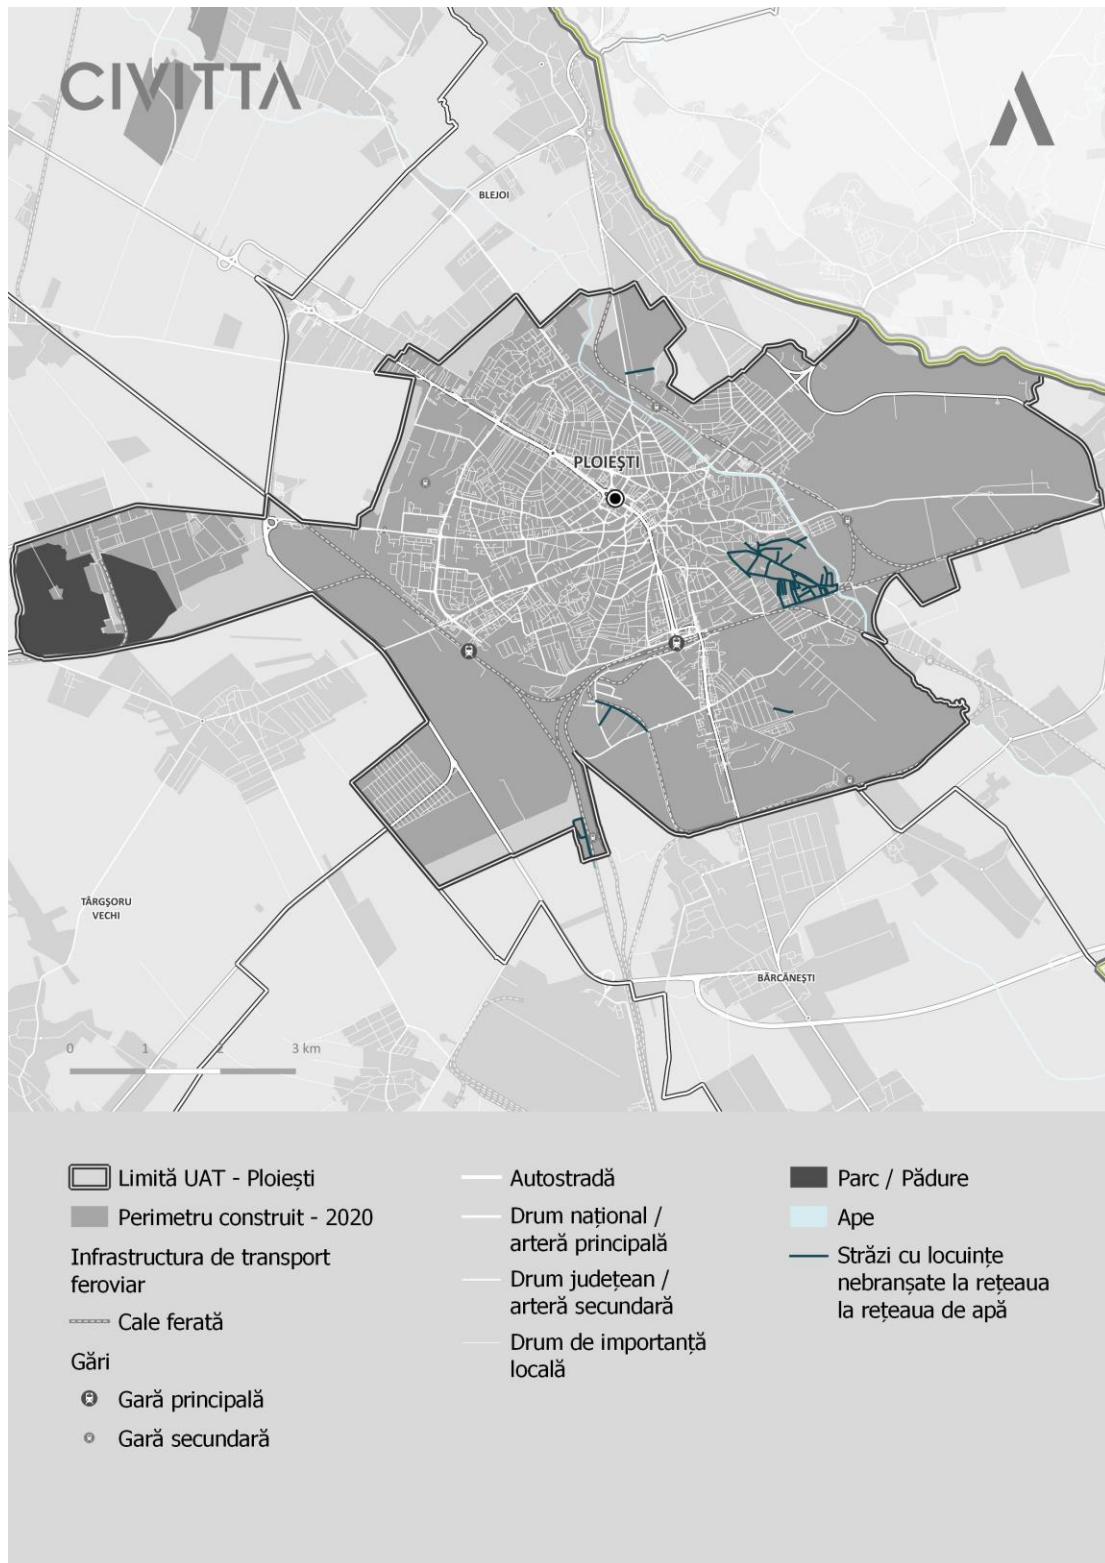 CIVITTA
BLEJOI
PLOIEȘTI
TÂRGȘORU
VECHI
BĂRCĂNEȘTI
0 1 2 3 km
Limită UAT - Ploiești
Perimetru construit - 2020
Infrastructura de transport
feroviar
Cale ferată
Gări
Gară principală
Gară secundară
Autostradă
Drum național /
arteră principală
Drum județean /
arteră secundară
Drum de importanță
locală
Parc / Pădure
Ape
Străzi cu locuințe
nebranșate la rețeaua
la rețeaua de apă